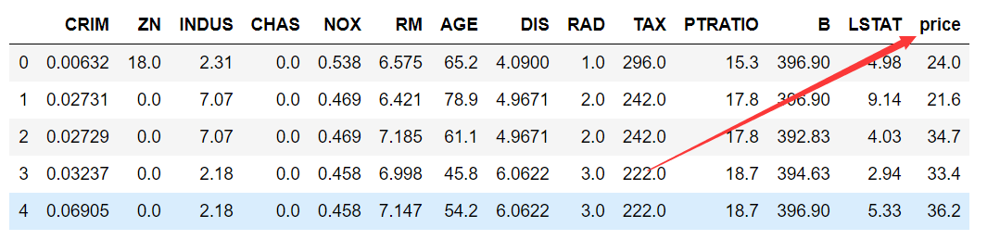 CRIM ZN INDUS CHAS NOX RM AGE DIS RAD TAX PTRATIO B LSTAT price
0 0.00632 18.0 2.31 0.0 0.538 6.575 65.2 4.0900 1.0 296.0 15.3 396.90 4.98 24.0
1 0.02731 0.0 7.07 0.0 0.469 6.421 78.9 4.9671 2.0 242.0 17.8 396.90 9.14 21.6
2 0.02729 0.0 7.07 0.0 0.469 7.185 61.1 4.9671 2.0 242.0 17.8 392.83 4.03 34.7
3 0.03237 0.0 2.18 0.0 0.458 6.998 45.8 6.0622 3.0 222.0 18.7 394.63 2.94 33.4
4 0.06905 0.0 2.18 0.0 0.458 7.147 54.2 6.0622 3.0 222.0 18.7 396.90 5.33 36.2